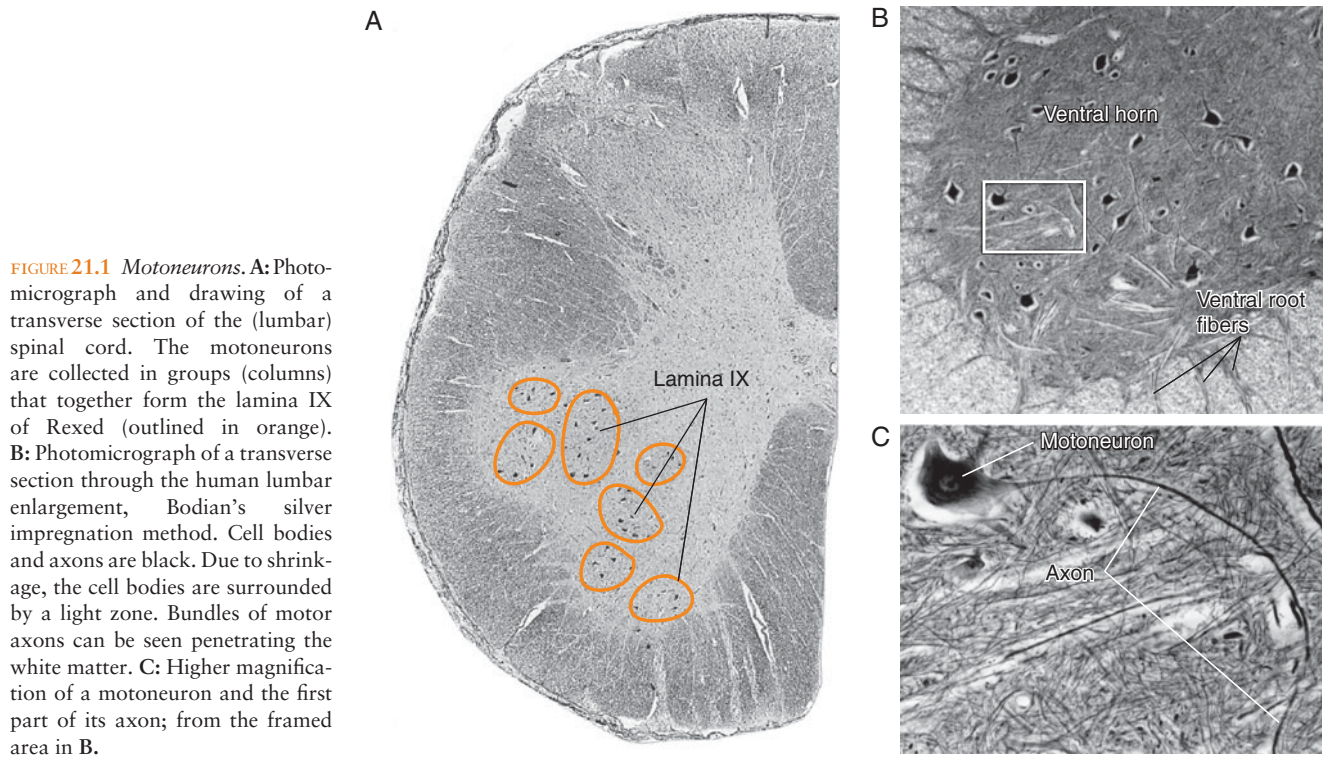 FIGURE 21.1 Motoneurons. A: Photo-
micrograph and drawing of a
transverse section of the (lumbar)
spinal cord. The motoneurons
are collected in groups (columns)
that together form the lamina IX
of Rexed (outlined in orange).
B: Photomicrograph of a transverse
section through the human lumbar
enlargement, Bodian's silver
impregnation method. Cell bodies
and axons are black. Due to shrink-
age, the cell bodies are surrounded
by a light zone. Bundles of motor
axons can be seen penetrating the
white matter. C: Higher magnifica-
tion of a motoneuron and the first
part of its axon; from the framed
area in B.
A
Lamina IX
B
Ventral horn
Ventral root
fibers
C
Motoneuron
Axon